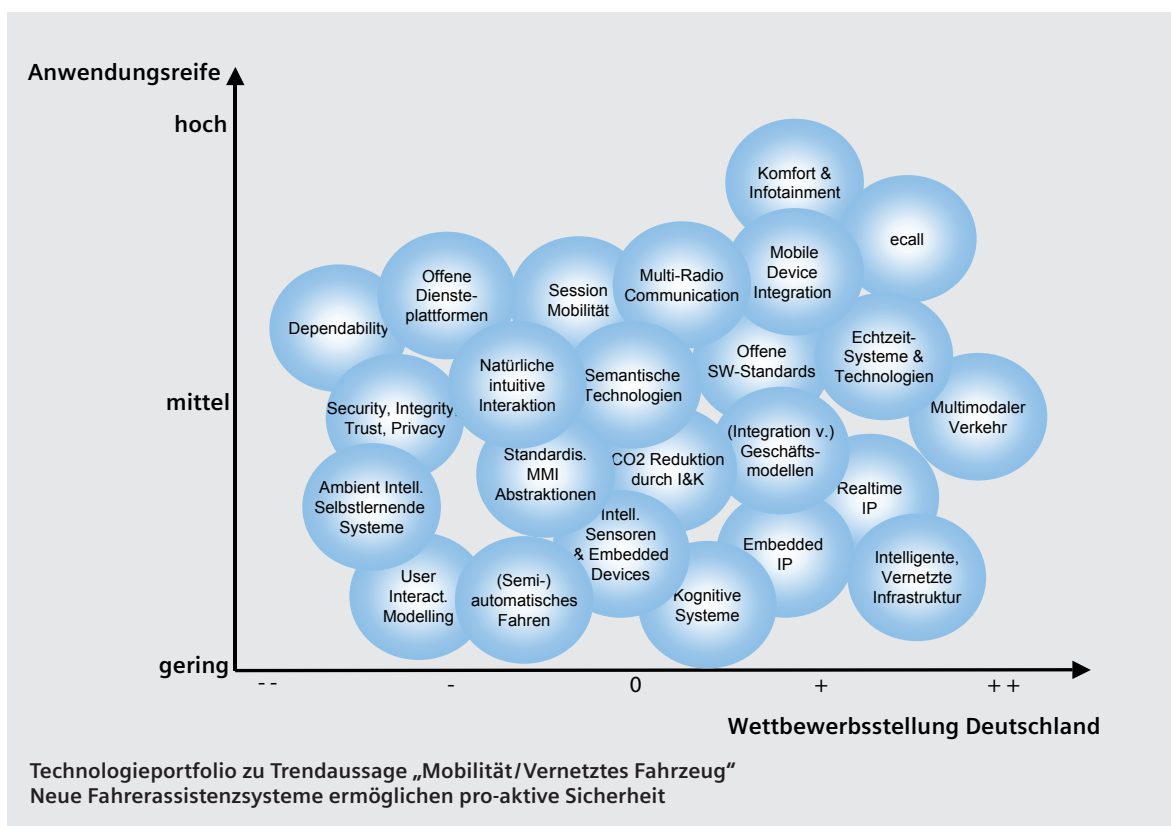 Anwendungsreife
hoch
Komfort &
Infotainment
ecall
Mobile
Device
Integration
Multi-Radio
Communication
Session
Mobilität
Offene
Dienste-
plattformen
Dependability
Echtzeit-
Systeme &
Technologien
Offene
SW-Standards
Semantische
Technologien
Natürliche
intuitive
Interaktion
mittel
Security, Integrity,
Trust, Privacy
Multimodaler
Verkehr
(Integration v.)
Geschäfts-
modellen
CO2 Reduktion
durch I&K
Standardis.
MMI
Abstraktionen
Ambient Intell.
Selbstlernende
Systeme
Realtime
IP
Intell.
Sensoren
& Embedded
Devices
Embedded
IP
Intelligente,
Vernetzte
Infrastruktur
User
Interact.
Modelling
(Semi-)
automatisches
Fahren
Kognitive
Systeme
gering
-- - 0 + ++
Wettbewerbsstellung Deutschland
Technologieportfolio zu Trendaussage „Mobilität/Vernetztes Fahrzeug“
Neue Fahrerassistenzsysteme ermöglichen pro-aktive Sicherheit